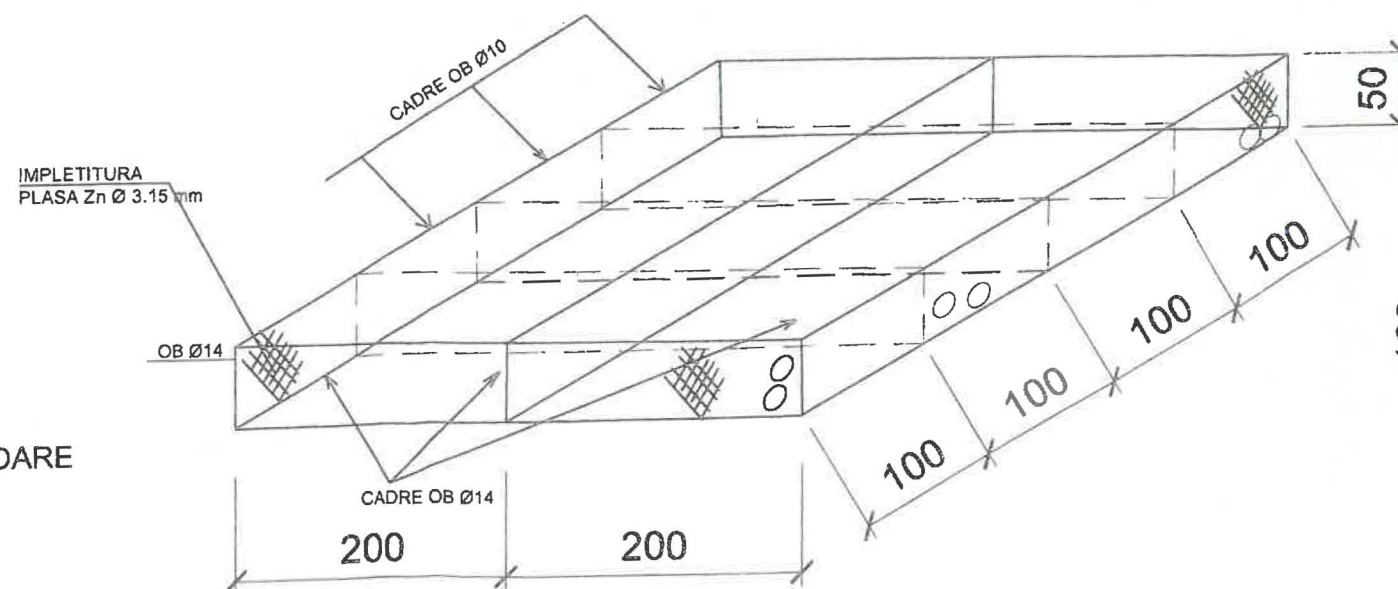 CADRE OB Ø10
50
IMPLETITURA
PLASA Zn Ø 3.15 mm
100
100
OB Ø14
100
100
DARE
CADRE OB Ø14
200
200